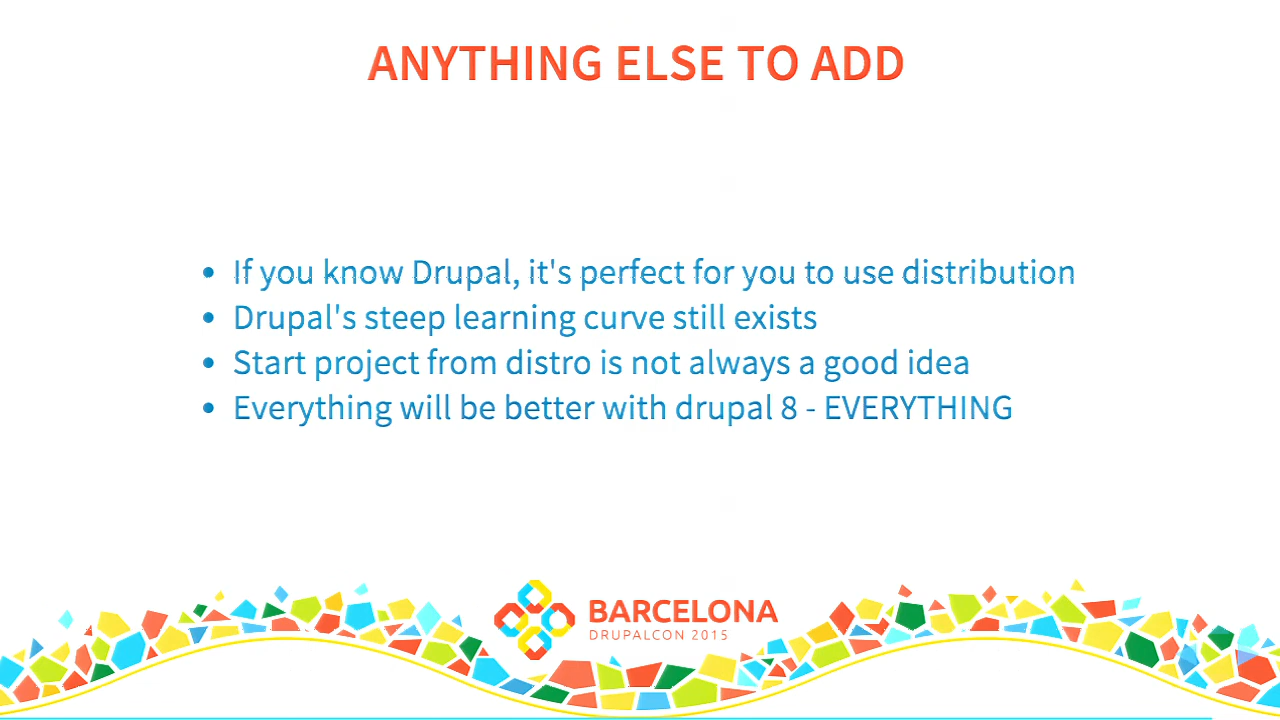 ANYTHING ELSE TO ADD
• If you know Drupal, it's perfect for you to use distribution
• Drupal's steep learning curve still exists
• Start project from distro is not always a good idea
• Everything will be better with drupal 8 - EVERYTHING
BARCELONA
DRUPALCON 2015